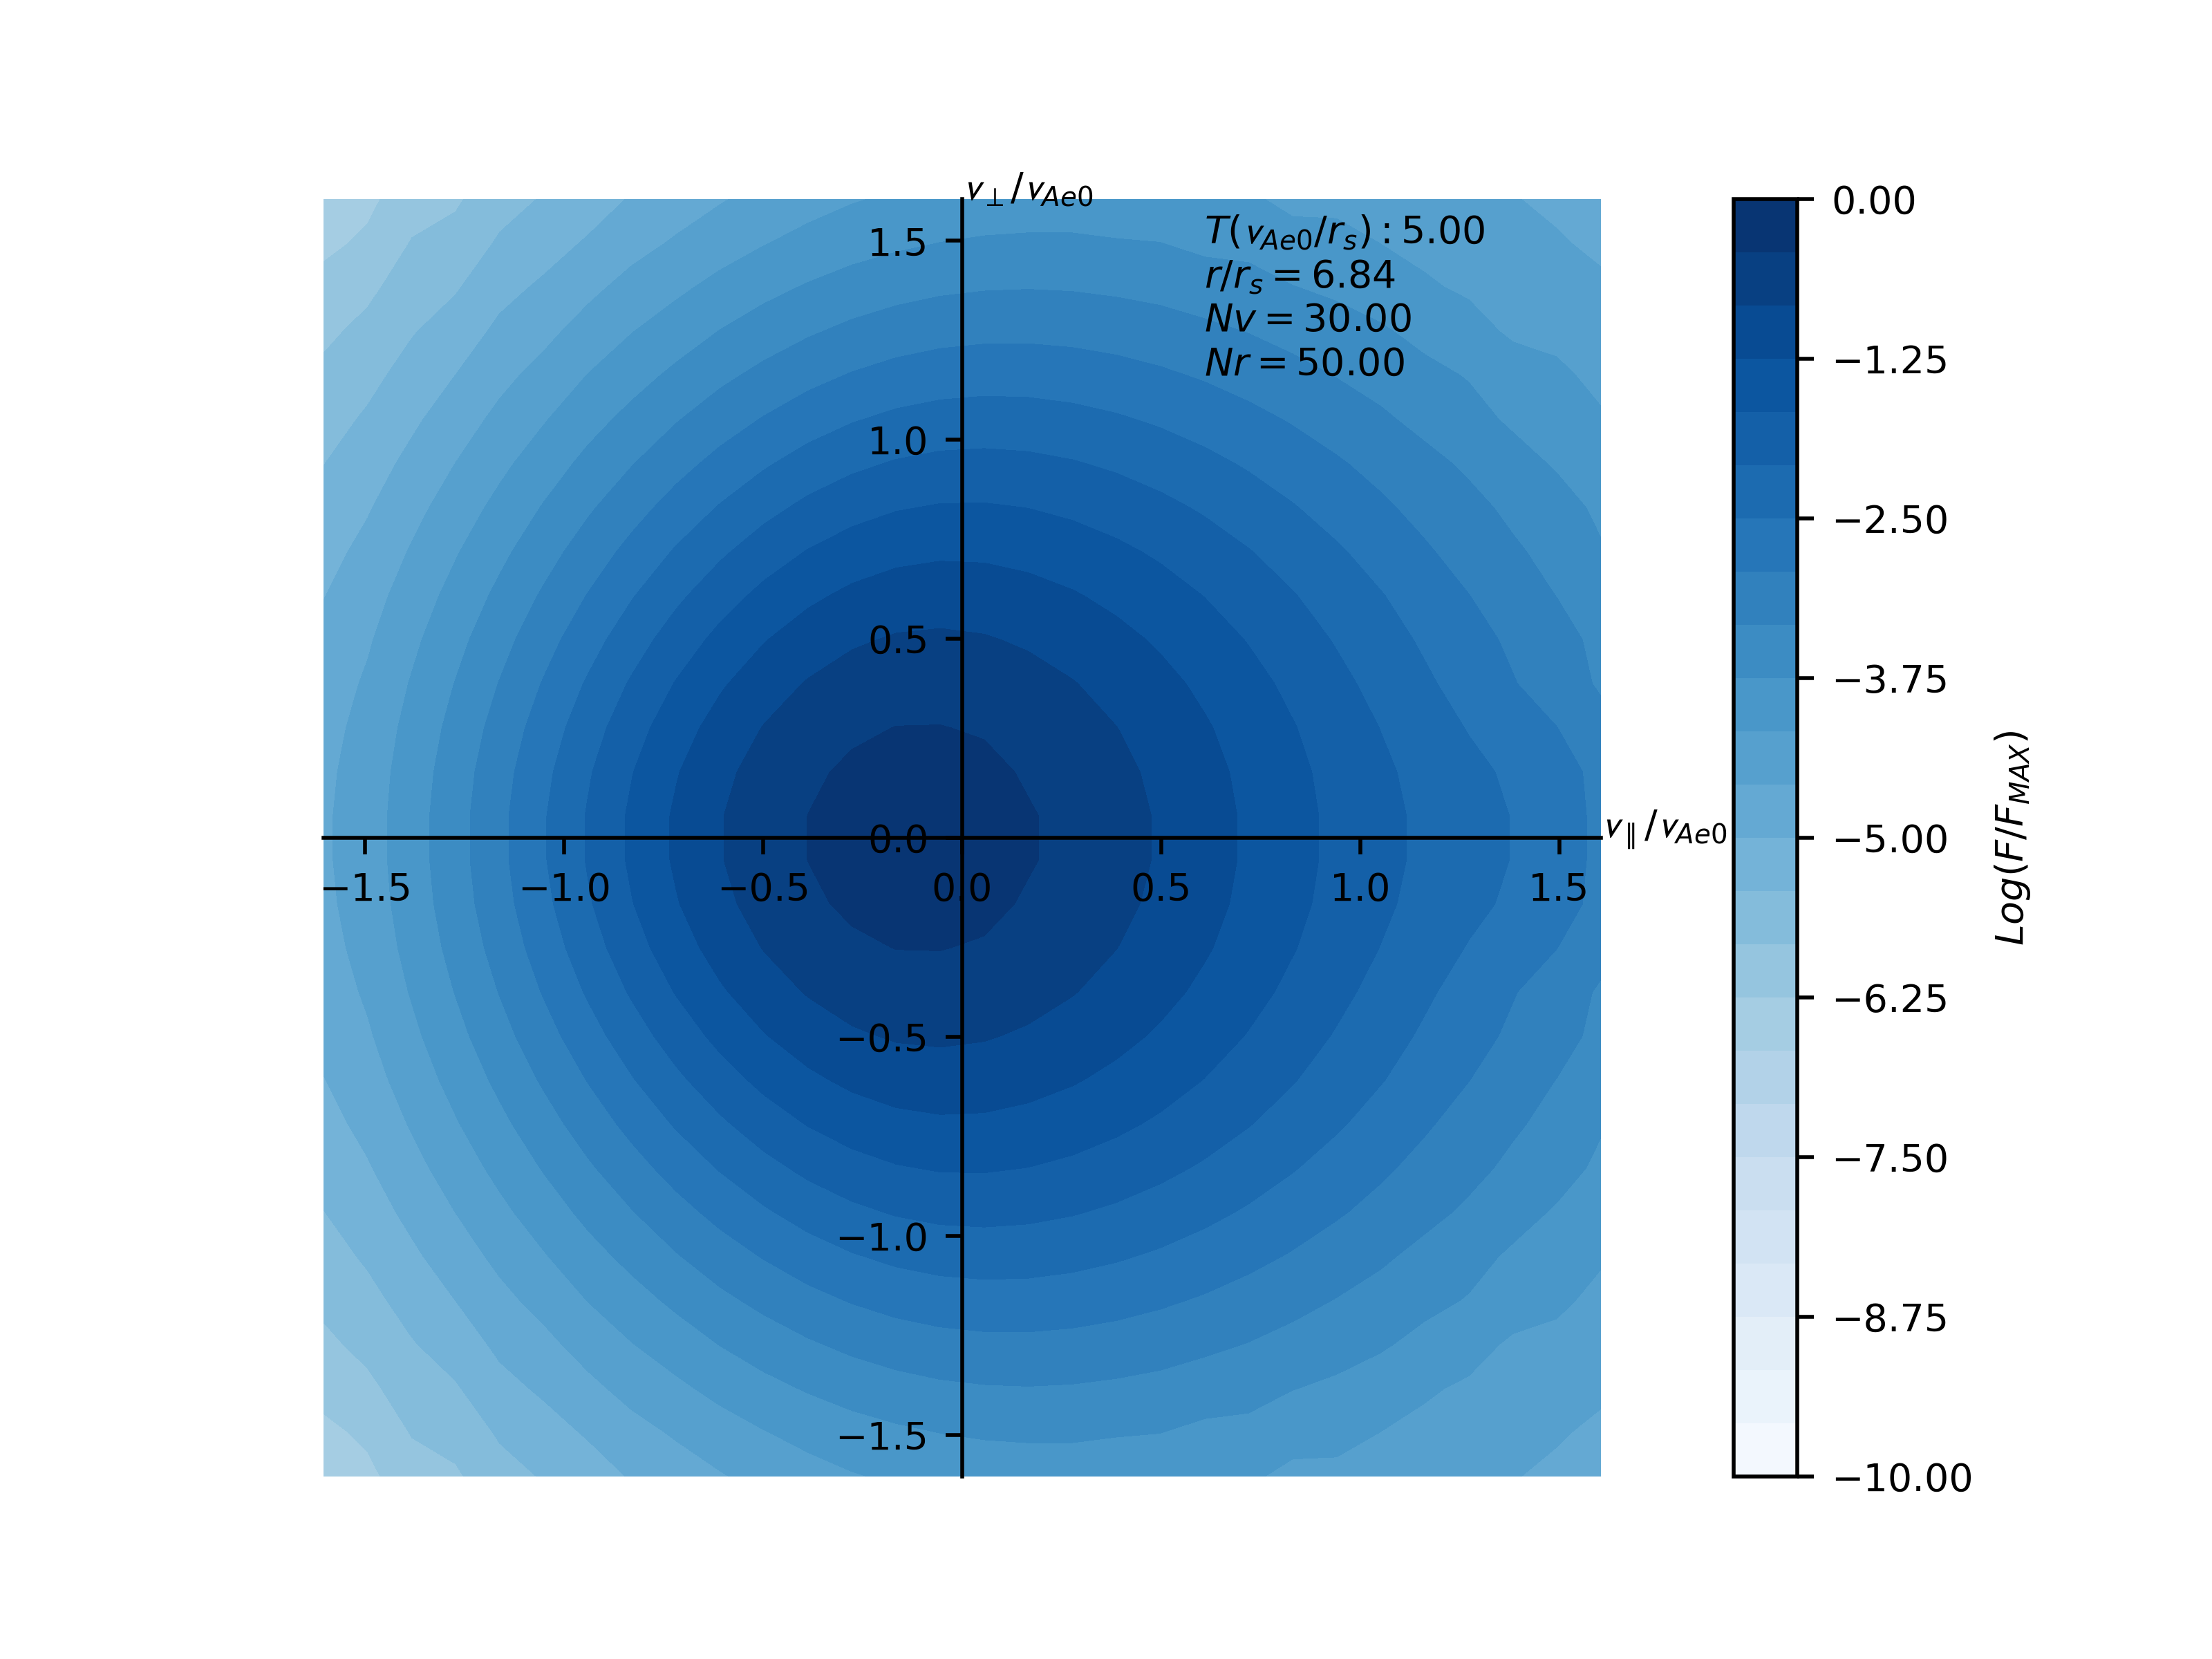 v⊥/vAe0
T(vAe0/rs):5.00
r/rs=6.84
Nv=30.00
Nr=50.00
1.5
1.0
0.5
0.0
−0.5
−1.0
−1.5
−1.5 −1.0 −0.5 0.0 0.5 1.0 1.5
v∥/vAe0
0.00
−1.25
−2.50
−3.75
−5.00
−6.25
−7.50
−8.75
−10.00
Log(F/FMAX)